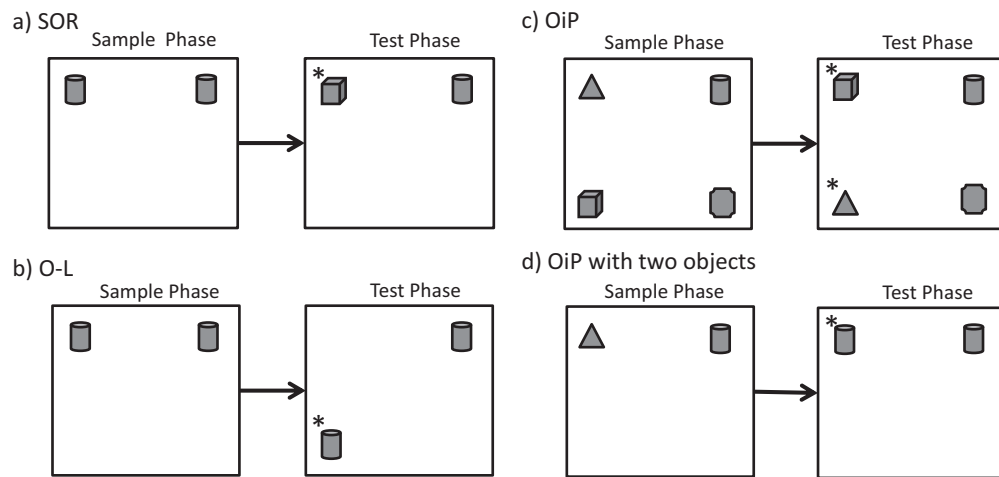 a) SOR
Sample Phase
Test Phase
*
b) O-L
Sample Phase
Test Phase
*
c) OiP
Sample Phase
Test Phase
*
*
d) OiP with two objects
Sample Phase
Test Phase
*